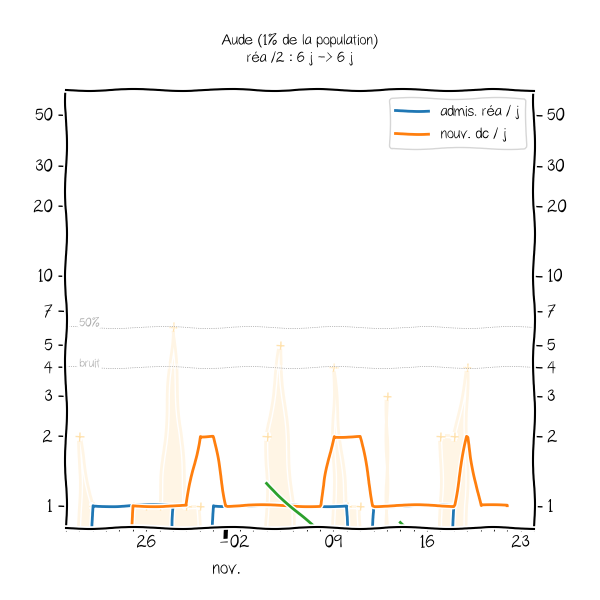 Aude (1% de la population)
réa /2 : 6 j -> 6 j
admis. réa / j
nouv. dc / j
50 50
30 30
20 20
10 10
7 7
50%
5 5
bruit
4 4
3 3
2 2
1 1
26 02 09 16 23
nov.